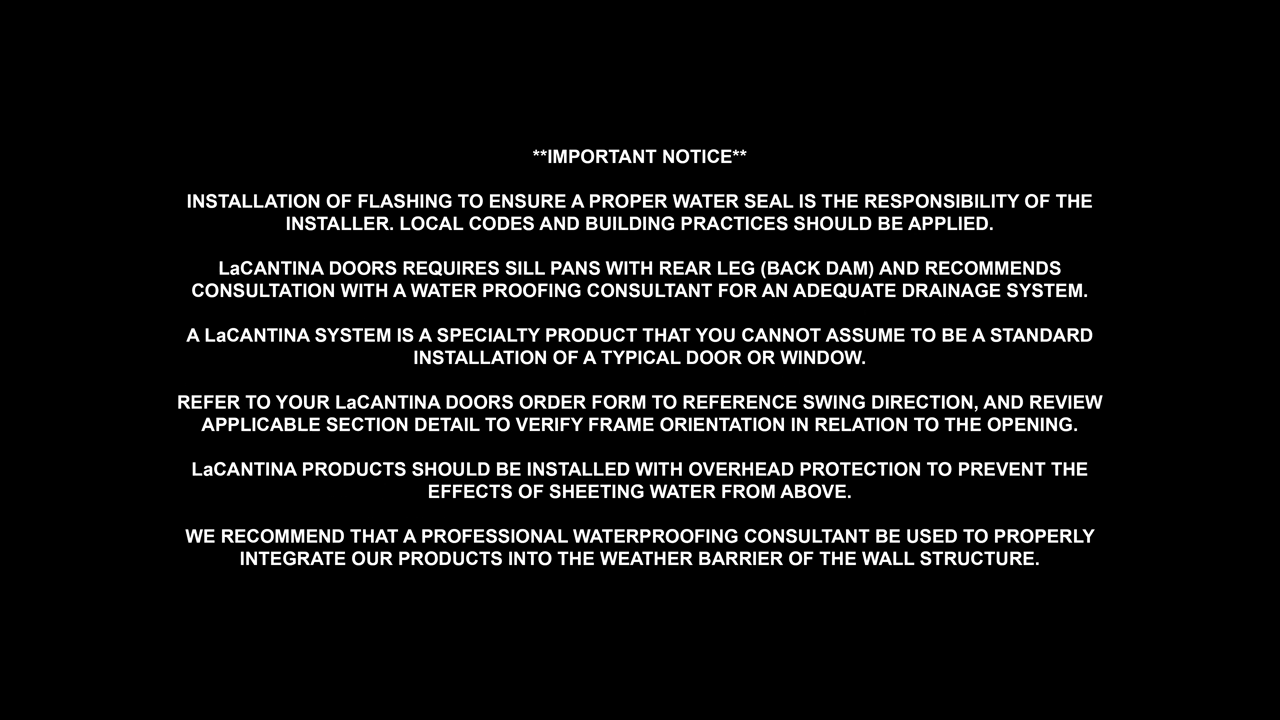 **IMPORTANT NOTICE**
INSTALLATION OF FLASHING TO ENSURE A PROPER WATER SEAL IS THE RESPONSIBILITY OF THE
INSTALLER. LOCAL CODES AND BUILDING PRACTICES SHOULD BE APPLIED.
LaCANTINA DOORS REQUIRES SILL PANS WITH REAR LEG (BACK DAM) AND RECOMMENDS
CONSULTATION WITH A WATER PROOFING CONSULTANT FOR AN ADEQUATE DRAINAGE SYSTEM.
A LaCANTINA SYSTEM IS A SPECIALTY PRODUCT THAT YOU CANNOT ASSUME TO BE A STANDARD
INSTALLATION OF A TYPICAL DOOR OR WINDOW.
REFER TO YOUR LaCANTINA DOORS ORDER FORM TO REFERENCE SWING DIRECTION, AND REVIEW
APPLICABLE SECTION DETAIL TO VERIFY FRAME ORIENTATION IN RELATION TO THE OPENING.
LaCANTINA PRODUCTS SHOULD BE INSTALLED WITH OVERHEAD PROTECTION TO PREVENT THE
EFFECTS OF SHEETING WATER FROM ABOVE.
WE RECOMMEND THAT A PROFESSIONAL WATERPROOFING CONSULTANT BE USED TO PROPERLY
INTEGRATE OUR PRODUCTS INTO THE WEATHER BARRIER OF THE WALL STRUCTURE.